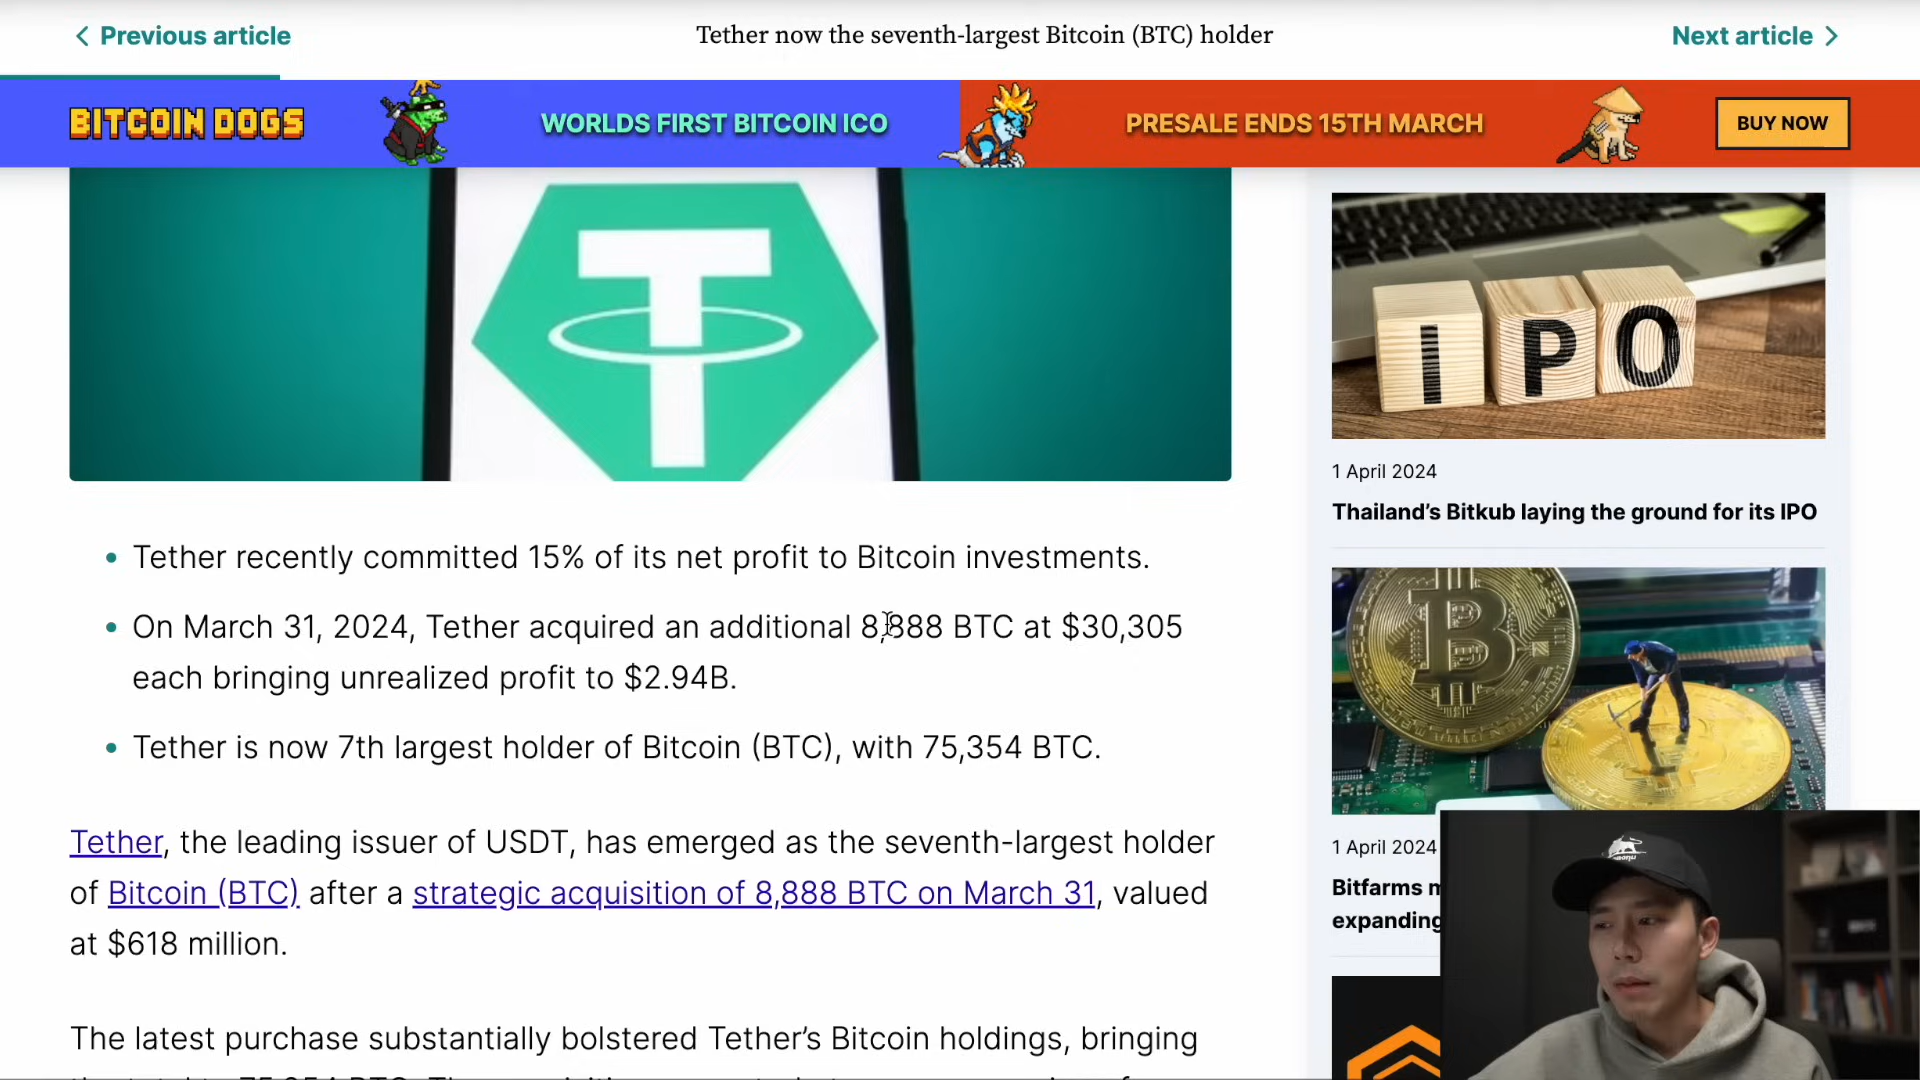 Previous article
Tether now the seventh-largest Bitcoin (BTC) holder
Next article
BITCOIN DOGS
WORLDS FIRST BITCOIN ICO
PRESALE ENDS 15TH MARCH
BUY NOW
I P O
1 April 2024
Thailand’s Bitkub laying the ground for its IPO
Tether recently committed 15% of its net profit to Bitcoin investments.
On March 31, 2024, Tether acquired an additional 8,888 BTC at $30,305
each bringing unrealized profit to $2.94B.
Tether is now 7th largest holder of Bitcoin (BTC), with 75,354 BTC.
Tether, the leading issuer of USDT, has emerged as the seventh-largest holder
of Bitcoin (BTC) after a strategic acquisition of 8,888 BTC on March 31, valued
at $618 million.
The latest purchase substantially bolstered Tether’s Bitcoin holdings, bringing
1 April 2024
Bitfarms
expanding